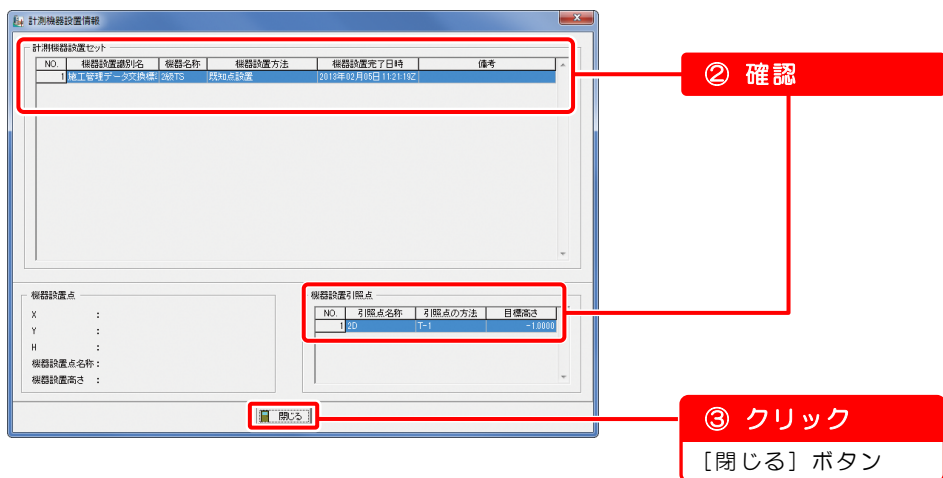 計測機器設置情報
計測機器設置セット
NO. 機器設置識別名 機器名称 機器設置方法 機器設置完了日時 備考
1 施工管理データ交換標 2級TS 既知点設置 2013年02月05日 11:21:19Z
② 確認
機器設置点
X :
Y :
H :
機器設置点名称 :
機器設置高さ :
機器設置引照点
NO. 引照点名称 引照点の方法 目標高さ
1 2D T-1 -1.0000
閉じる
③ クリック
[閉じる] ボタン